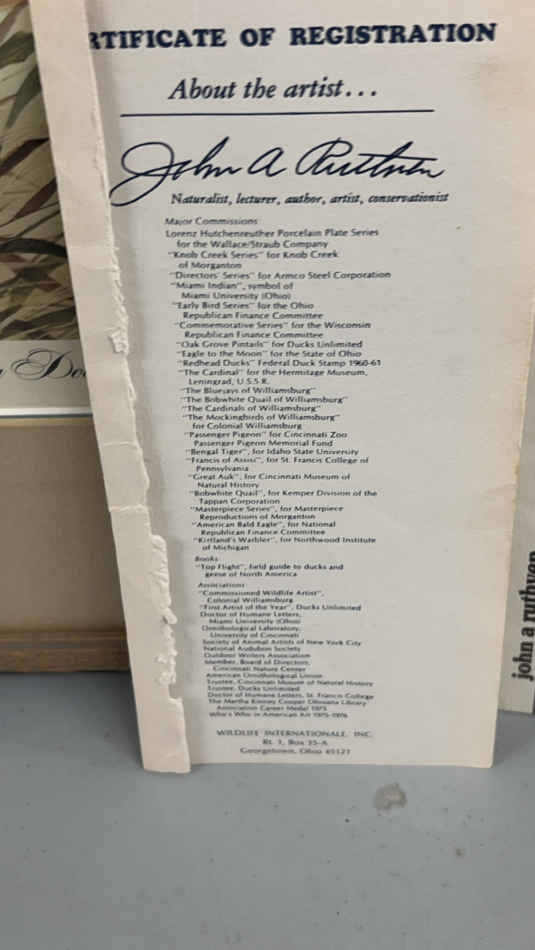 RTIFICATE OF REGISTRATION
About the artist...
John A Ruthven
Naturalist, lecturer, author, artist, conservationist
Major Commissions:
Lorenz Hutchenreuther Porcelain Plate Series
for the Wallace/Straub Company
"Knob Creek Series" for Knob Creek
of Morganton
"Directors' Series" for Armco Steel Corporation
"Miami Indian", symbol of
Miami University (Ohio)
"Early Bird Series" for the Ohio
Republican Finance Committee
"Commemorative Series" for the Wisconsin
Republican Finance Committee
"Oak Grove Pintails" for Ducks Unlimited
"Eagle to the Moon" for the State of Ohio
"Redhead Ducks" Federal Duck Stamp 1960-61
"The Cardinal" for the Hermitage Museum,
Leningrad, U.S.S.R.
"The Bluejays of Williamsburg"
"The Bobwhite Quail of Williamsburg"
"The Cardinals of Williamsburg"
"The Mockingbirds of Williamsburg"
for Colonial Williamsburg
"Passenger Pigeon" for Cincinnati Zoo
Passenger Pigeon Memorial Fund
"Bengal Tiger", for Idaho State University
"Francis of Assisi", for St. Francis College of
Pennsylvania
"Great Auk", for Cincinnati Museum of
Natural History
"Bobwhite Quail", for Kemper Division of the
Tappan Corporation
"Masterpiece Series", for Masterpiece
Reproductions of Morganton
"American Bald Eagle", for National
Republican Finance Committee
"Kirtland's Warbler", for Northwood Institute
of Michigan
Books:
"Top Flight", field guide to ducks and
geese of North America
Associations:
"Commissioned Wildlife Artist",
Colonial Williamsburg
"First Artist of the Year", Ducks Unlimited
Doctor of Humane Letters,
Miami University (Ohio)
Ornithological Laboratory,
University of Cincinnati
Society of Animal Artists of New York City
National Audubon Society
Outdoor Writers Association
Member, Board of Directors,
Cincinnati Nature Center
American Ornithological Union
Trustee, Cincinnati Museum of Natural History
Trustee, Ducks Unlimited
Doctor of Humane Letters, St. Francis College
The Martha Kinney Cooper Ohioana Library
Association Career Medal 1975
Who's Who in American Art 1975-1976
WILDLIFE INTERNATIONALE, INC.
Rt. 1, Box 35-A
Georgetown, Ohio 45121
john a ruthven